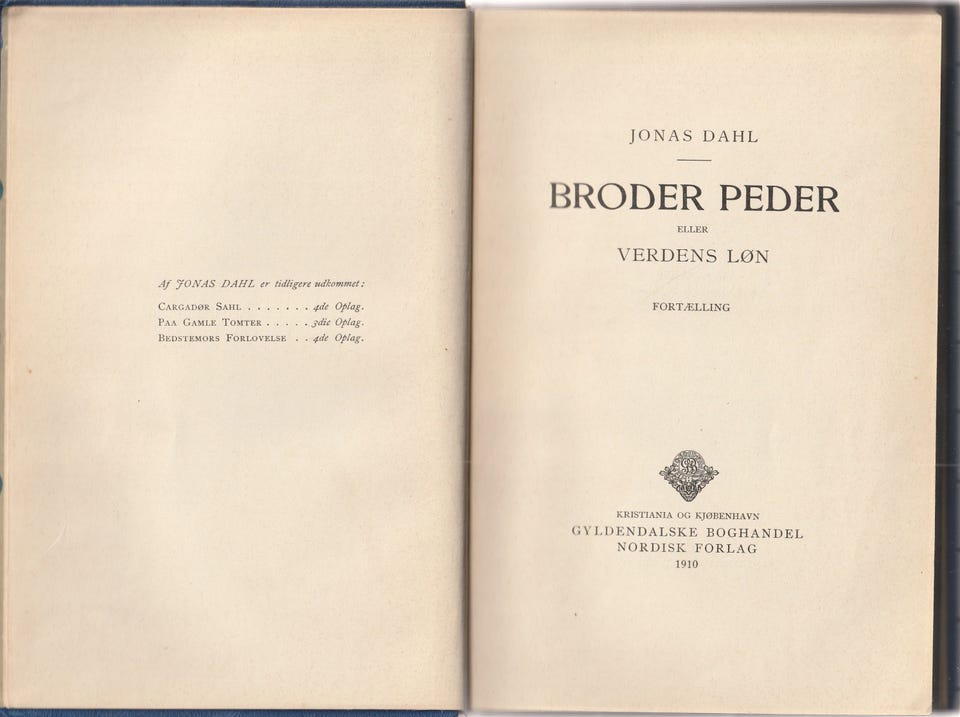 Af JONAS DAHL er tidligere udkommet:
CARGADØR SAHL . . . . . . . 4de Oplag.
PAA GAMLE TOMTER . . . . . 3die Oplag.
BEDSTEMORS FORLOVELSE . . 4de Oplag.
JONAS DAHL
BRODER PEDER
ELLER
VERDENS LØN
FORTÆLLING
KRISTIANIA OG KJØBENHAVN
GYLDENDALSKE BOGHANDEL
NORDISK FORLAG
1910